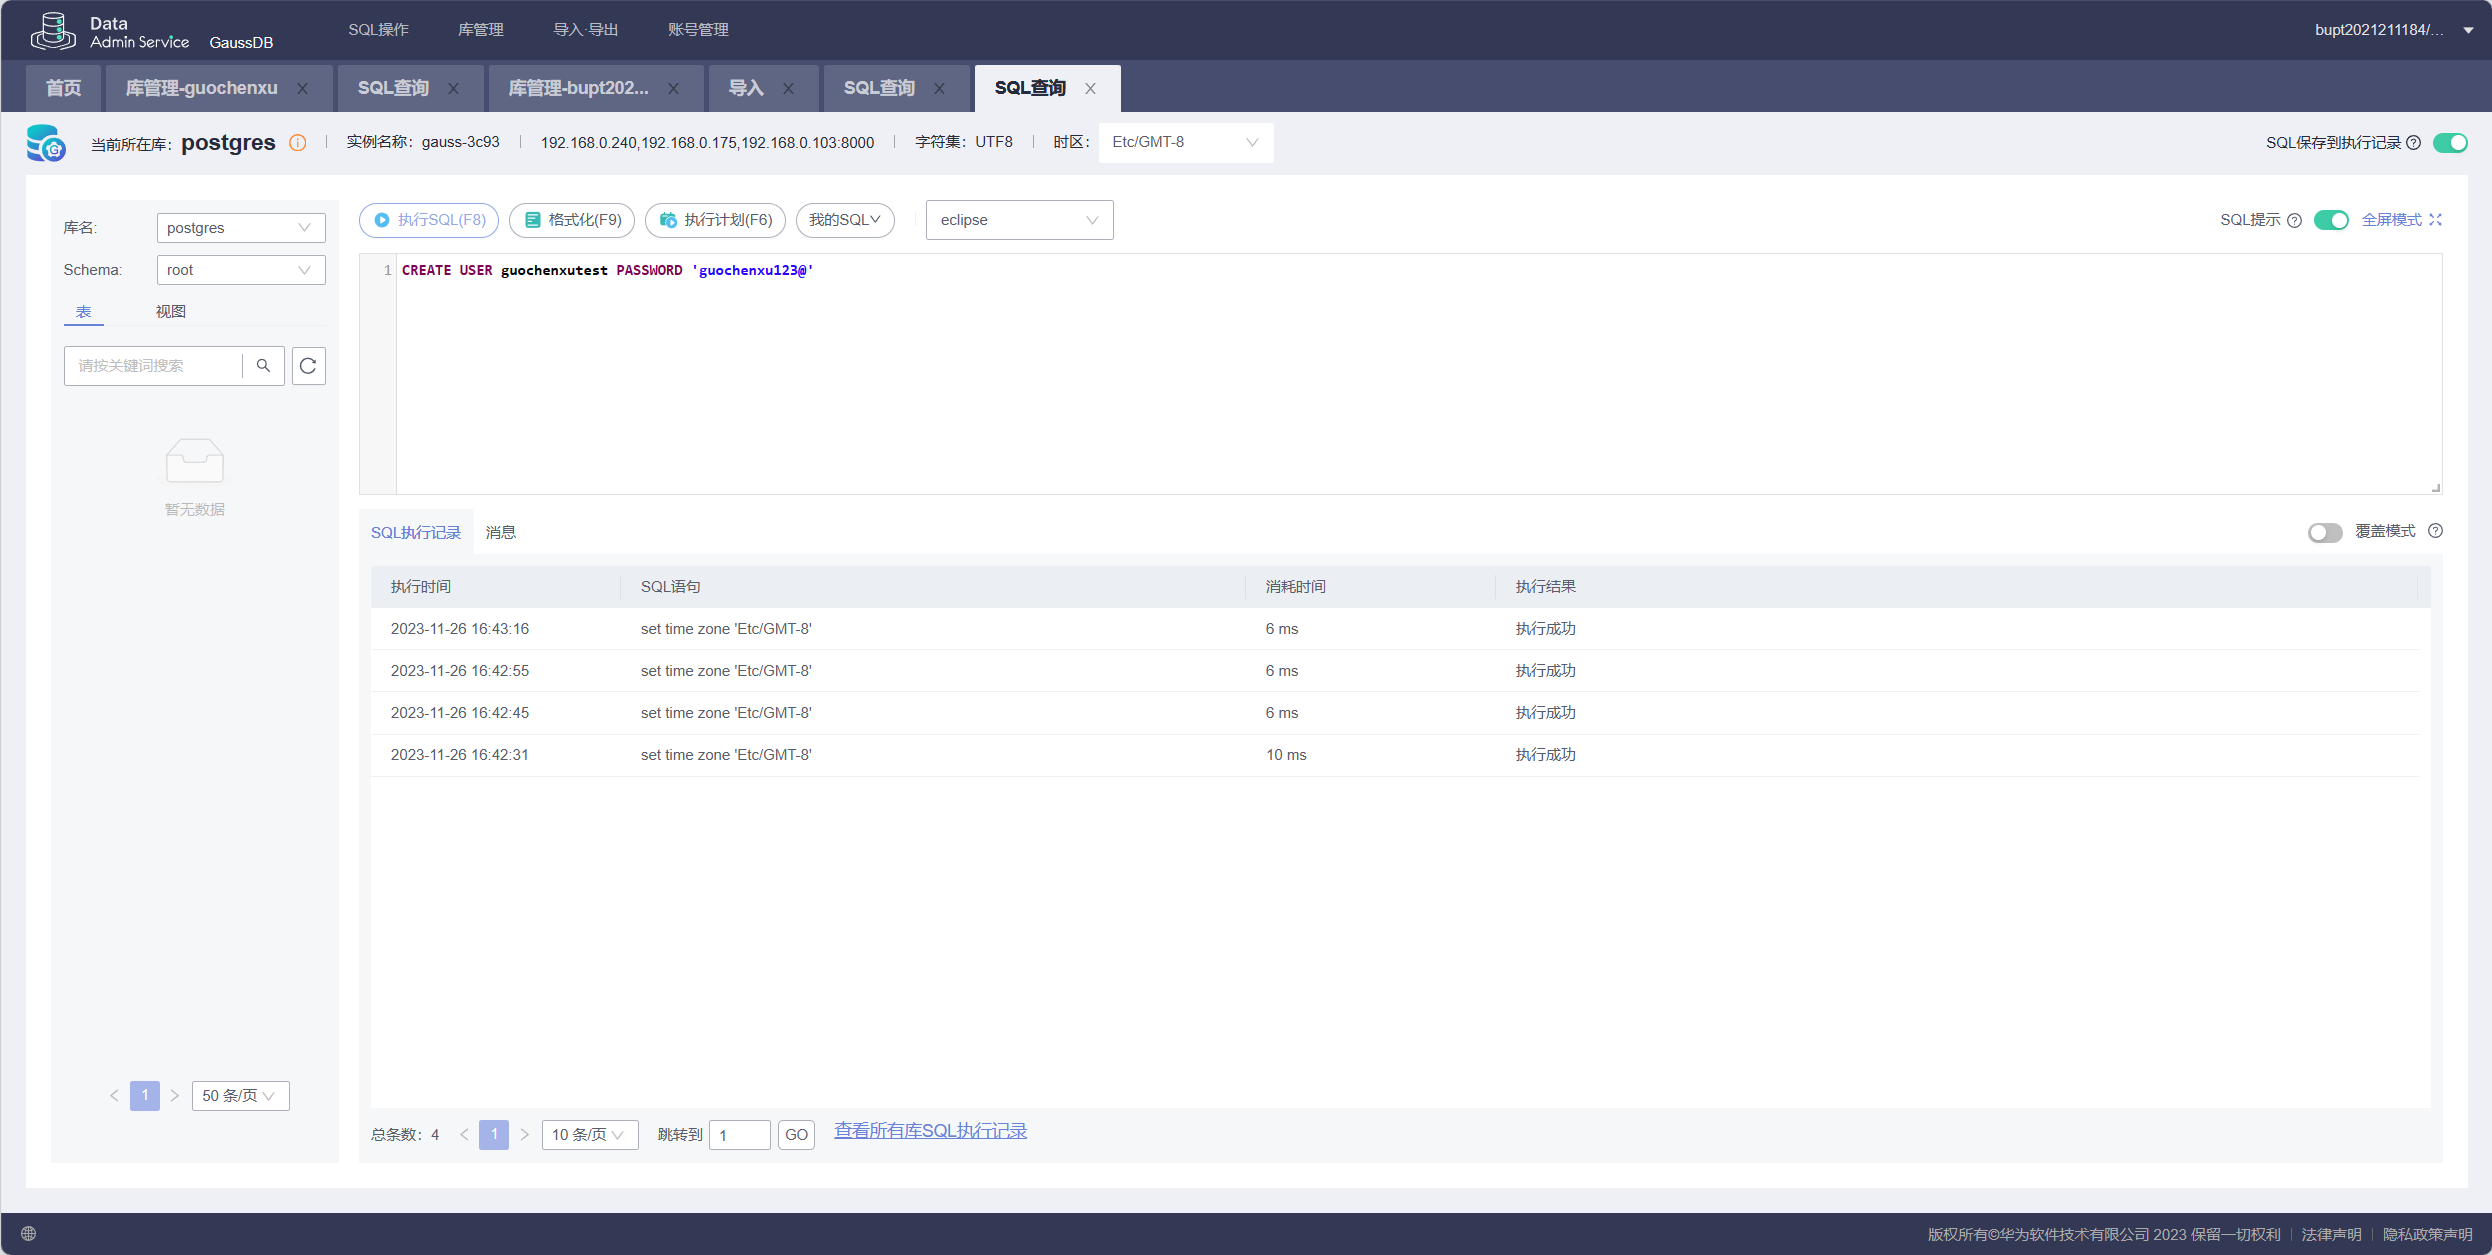 Data
Admin Service
GaussDB
SQL操作
库管理
导入·导出
账号管理
bupt2021211184/...
首页
库管理-guochenxu
SQL查询
库管理-bupt202...
导入
SQL查询
SQL查询
当前所在库: postgres
实例名称: gauss-3c93
192.168.0.240,192.168.0.175,192.168.0.103:8000
字符集: UTF8
时区:
Etc/GMT-8
SQL保存到执行记录
库名:
postgres
Schema:
root
表
视图
请按关键词搜索
暂无数据
1
50 条/页
执行SQL(F8)
格式化(F9)
执行计划(F6)
我的SQL
eclipse
SQL提示
全屏模式
1 CREATE USER guochenxutest PASSWORD 'guochenxu123@'
SQL执行记录
消息
覆盖模式
执行时间 SQL语句 消耗时间 执行结果
2023-11-26 16:43:16 set time zone 'Etc/GMT-8' 6 ms 执行成功
2023-11-26 16:42:55 set time zone 'Etc/GMT-8' 6 ms 执行成功
2023-11-26 16:42:45 set time zone 'Etc/GMT-8' 6 ms 执行成功
2023-11-26 16:42:31 set time zone 'Etc/GMT-8' 10 ms 执行成功
总条数: 4
1
10 条/页
跳转到
1
GO
查看所有库SQL执行记录
版权所有©华为软件技术有限公司 2023 保留一切权利
法律声明
隐私政策声明